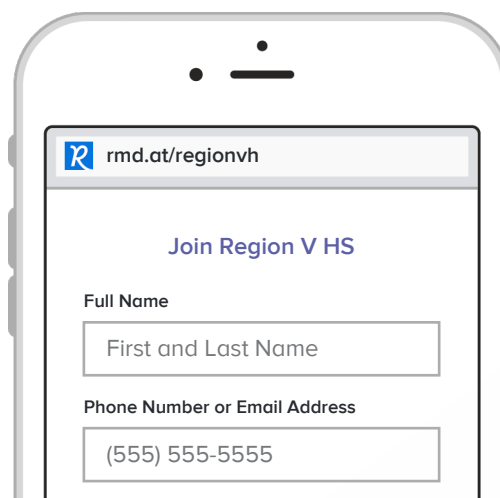 rmd.at/regionvh
Join Region V HS
Full Name
First and Last Name
Phone Number or Email Address
(555) 555-5555